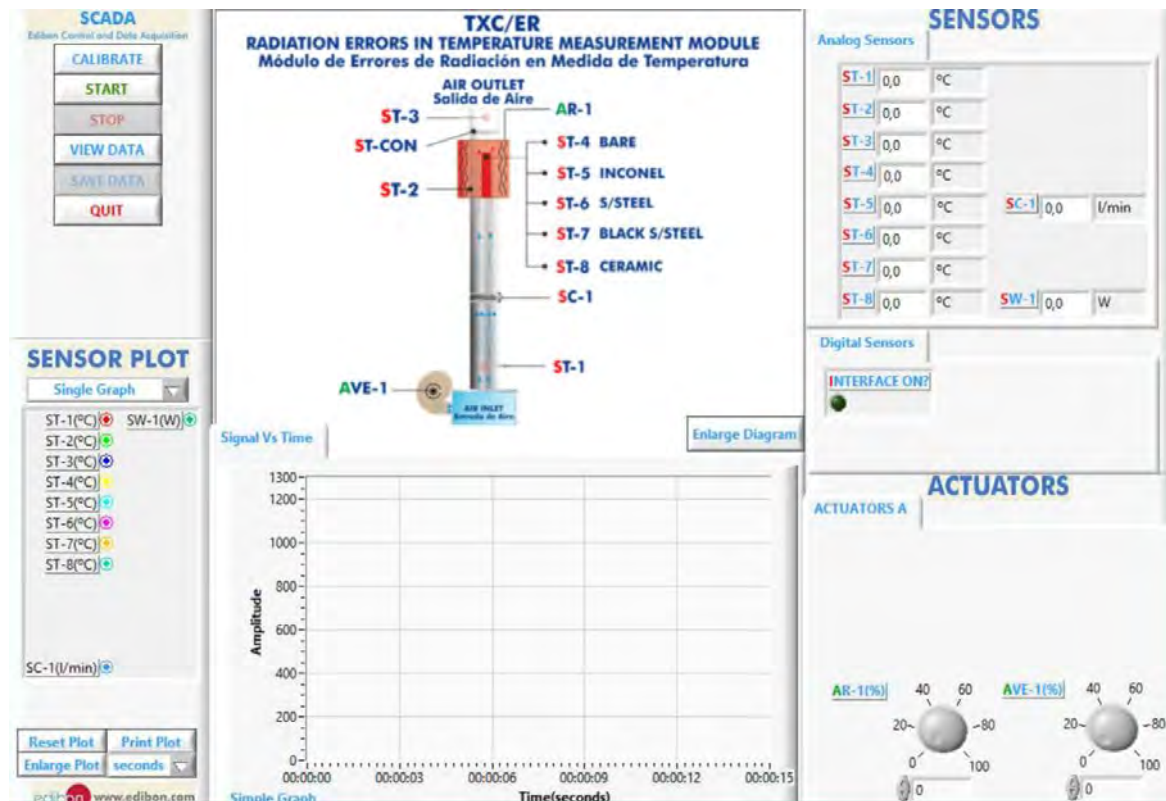 SCADA
Edibon Control and Data Acquisition
CALIBRATE
START
STOP
VIEW DATA
SAVE DATA
QUIT
TXC/ER
RADIATION ERRORS IN TEMPERATURE MEASUREMENT MODULE
Módulo de Errores de Radiación en Medida de Temperatura
AIR OUTLET
Salida de Aire
ST-3
AR-1
ST-CON
ST-4 BARE
ST-5 INCONEL
ST-2
ST-6 S/STEEL
ST-7 BLACK S/STEEL
ST-8 CERAMIC
SC-1
ST-1
AVE-1
AIR INLET
Entrada de Aire
Enlarge Diagram
SENSORS
Analog Sensors
ST-1 0,0 ºC
ST-2 0,0 ºC
ST-3 0,0 ºC
ST-4 0,0 ºC
ST-5 0,0 ºC SC-1 0,0 l/min
ST-6 0,0 ºC
ST-7 0,0 ºC
ST-8 0,0 ºC SW-1 0,0 W
Digital Sensors
INTERFACE ON?
SENSOR PLOT
Single Graph
ST-1(ºC) SW-1(W)
ST-2(ºC)
ST-3(ºC)
ST-4(ºC)
ST-5(ºC)
ST-6(ºC)
ST-7(ºC)
ST-8(ºC)
SC-1(l/min)
Reset Plot Print Plot
Enlarge Plot seconds
edibon www.edibon.com
Signal Vs Time
1300
1200
1000
800
600
400
200
0
Amplitude
00:00:00 00:00:03 00:00:06 00:00:09 00:00:12 00:00:15
Time(seconds)
Simple Graph
ACTUATORS
ACTUATORS A
AR-1(%) 40 60 AVE-1(%) 40 60
20 80 20 80
0 100 0 100
0 0